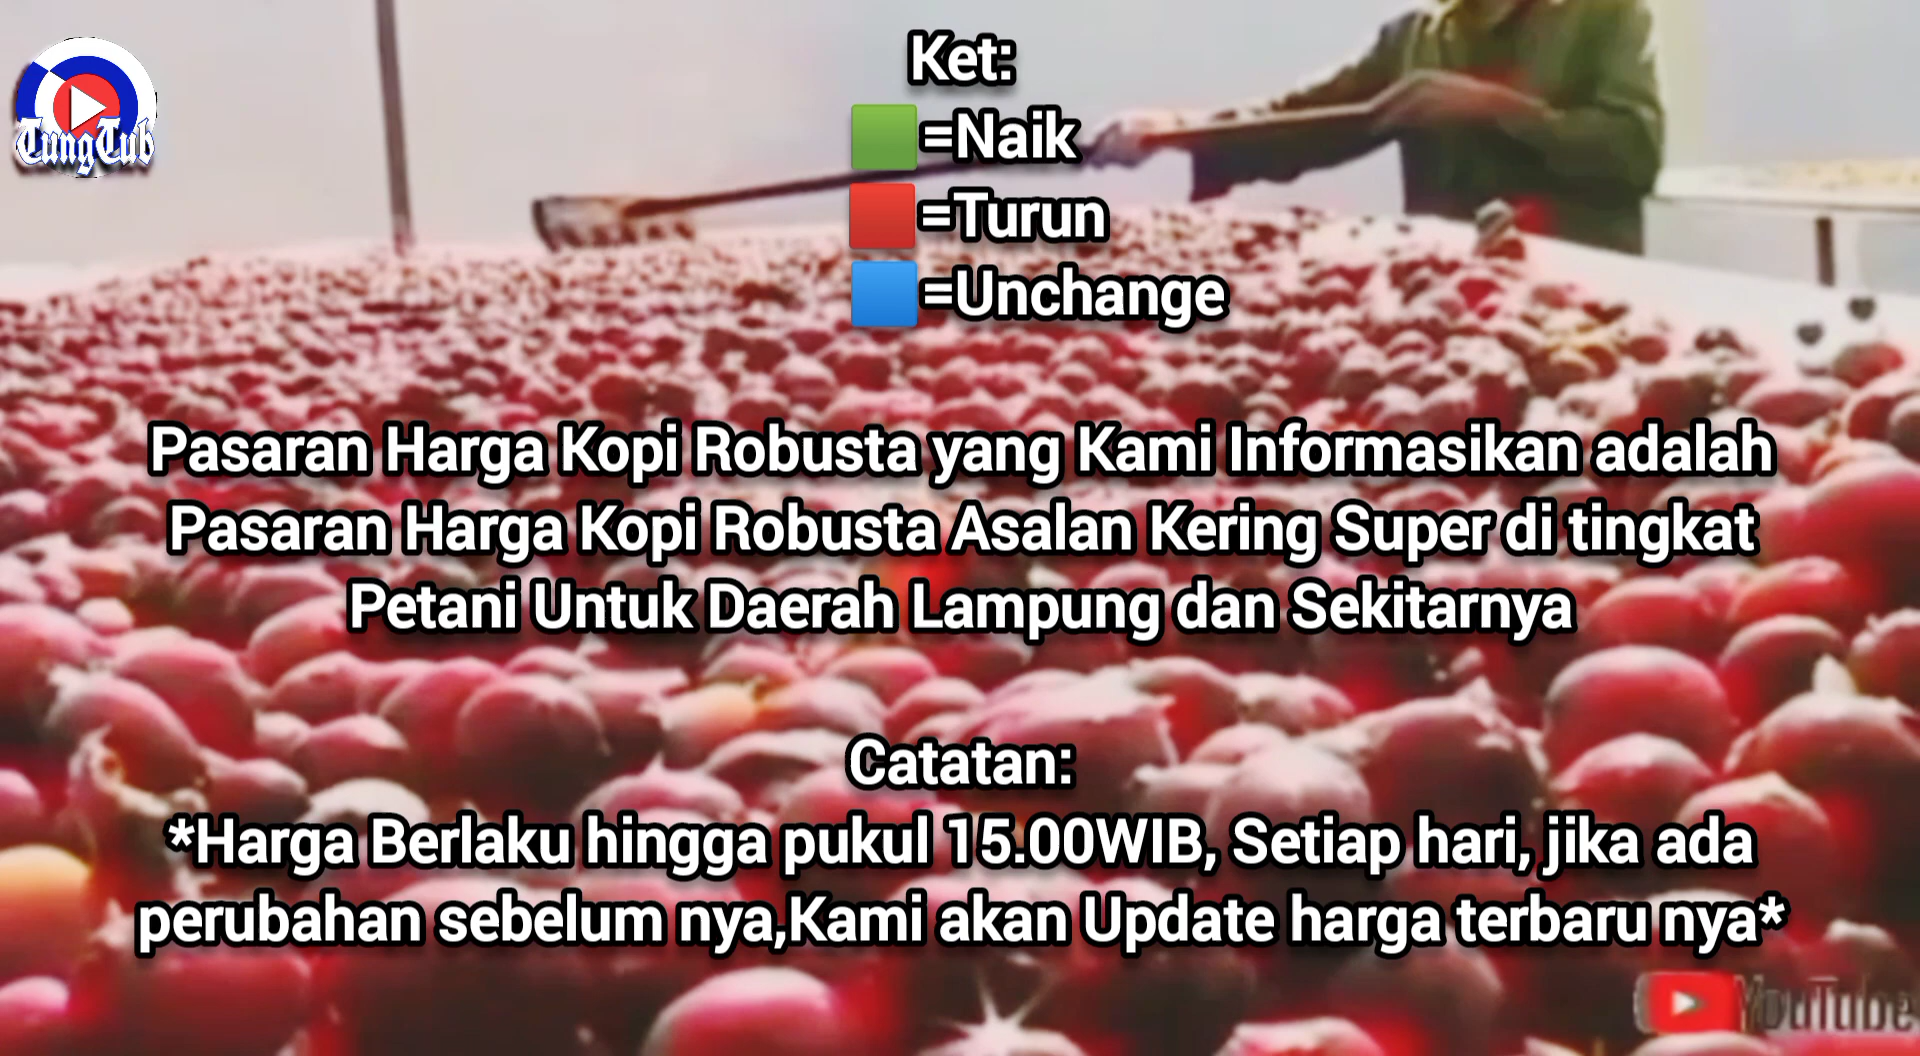 TungTub
Ket:
🟩=Naik
🟥=Turun
🟦=Unchange
Pasaran Harga Kopi Robusta yang Kami Informasikan adalah
Pasaran Harga Kopi Robusta Asalan Kering Super di tingkat
Petani Untuk Daerah Lampung dan Sekitarnya
Catatan:
*Harga Berlaku hingga pukul 15.00WIB, Setiap hari, jika ada
perubahan sebelum nya,Kami akan Update harga terbaru nya*
YouTube